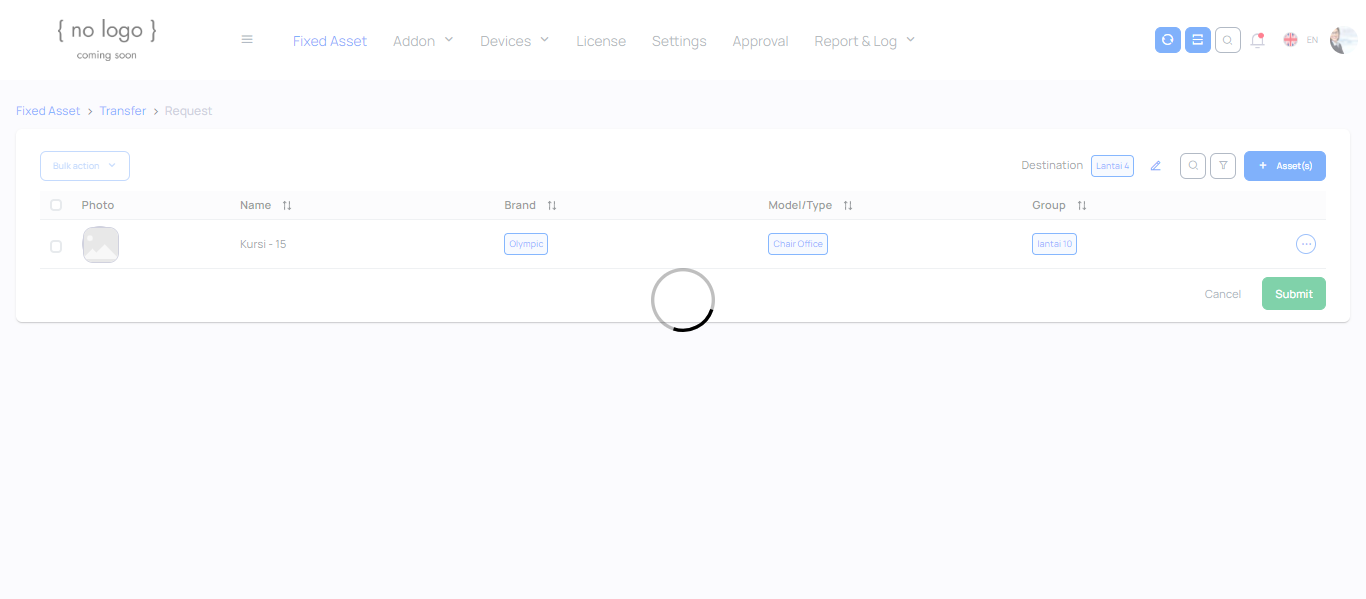 { no logo }
coming soon
Fixed Asset Addon Devices License Settings Approval Report & Log EN
Fixed Asset > Transfer > Request
Bulk action Destination Lantai 4 + Asset(s)
Photo Name Brand Model/Type Group
Kursi - 15 Olympic Chair Office lantai 10
Cancel Submit